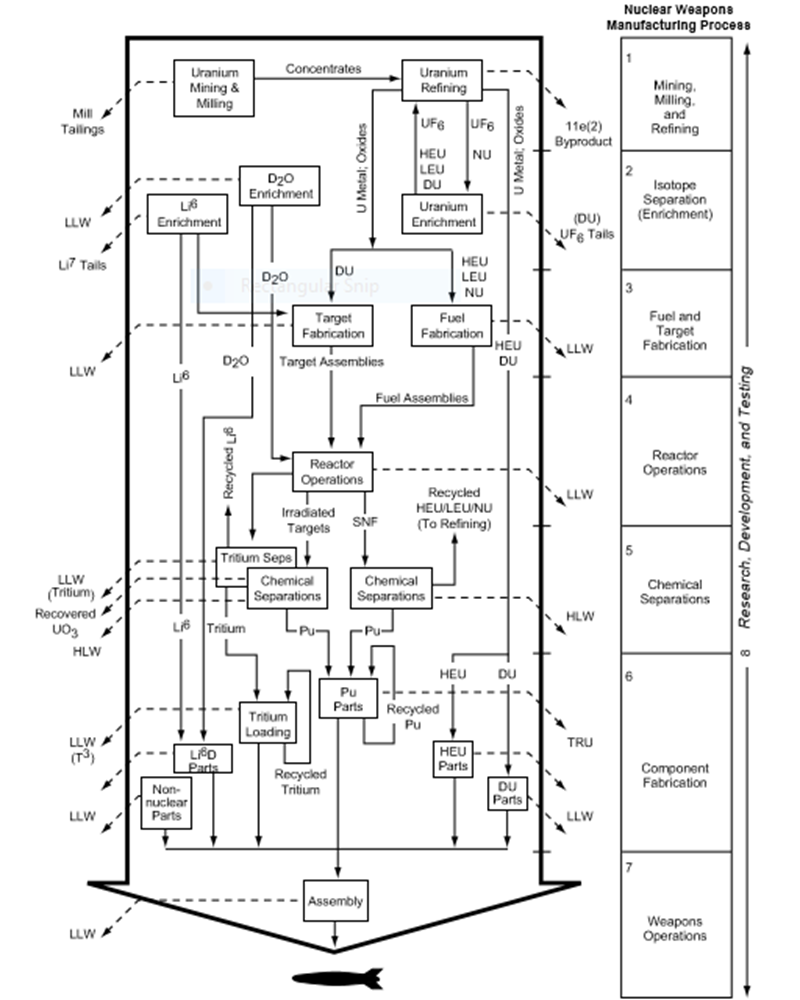 Nuclear Weapons
Manufacturing Process
Uranium
Mining &
Milling
Concentrates
Uranium
Refining
Mill
Tailings
11e(2)
Byproduct
U Metal; Oxides
UF6
HEU
LEU
DU
UF6
NU
U Metal; Oxides
1
Mining,
Milling,
and
Refining
D2O
Enrichment
Li6
Enrichment
Uranium
Enrichment
LLW
Li7 Tails
(DU)
UF6 Tails
2
Isotope
Separation
(Enrichment)
D2O
DU
HEU
LEU
NU
Rectangular Snip
Target
Fabrication
Fuel
Fabrication
LLW
LLW
HEU
DU
3
Fuel and
Target
Fabrication
Target Assemblies
D2O
Li6
Fuel Assemblies
Recycled Li6
Reactor
Operations
LLW
4
Reactor
Operations
Irradiated
Targets
SNF
Recycled
HEU/LEU/NU
(To Refining)
Tritium Seps
Chemical
Separations
Chemical
Separations
LLW
(Tritium)
Recovered
UO3
HLW
HLW
5
Chemical
Separations
Li6
Tritium
Pu
Pu
HEU
DU
Pu
Parts
Recycled
Pu
Tritium
Loading
Recycled
Tritium
Li6D
Parts
HEU
Parts
DU
Parts
Non-
nuclear
Parts
LLW
(T3)
LLW
TRU
LLW
6
Component
Fabrication
Assembly
LLW
7
Weapons
Operations
8 Research, Development, and Testing